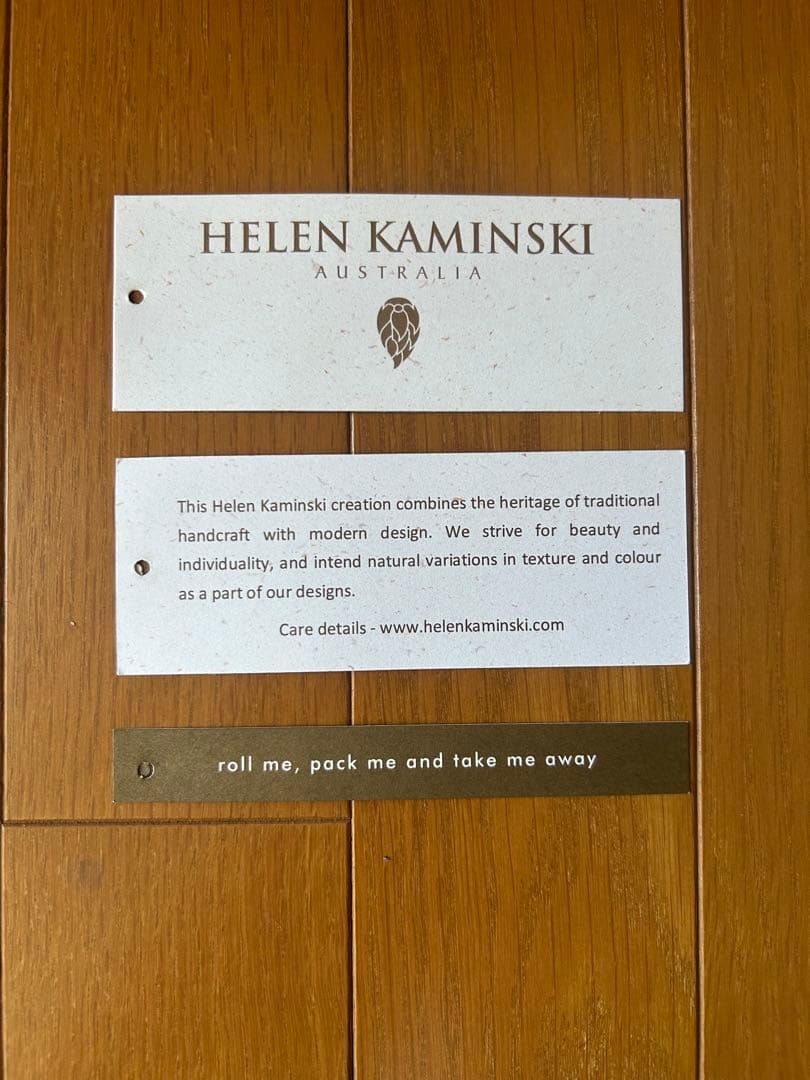 HELEN KAMINSKI
AUSTRALIA
This Helen Kaminski creation combines the heritage of traditional
handcraft with modern design. We strive for beauty and
individuality, and intend natural variations in texture and colour
as a part of our designs.
Care details - www.helenkaminski.com
roll me, pack me and take me away